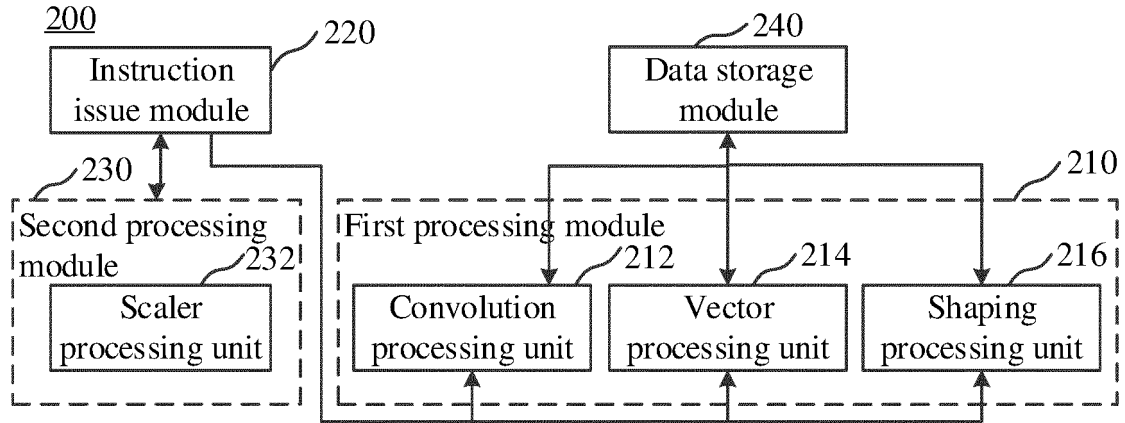 200
220
Instruction
issue module
240
Data storage
module
230
210
Second processing
module
232
Scaler
processing unit
First processing module
212
Convolution
processing unit
214
Vector
processing unit
216
Shaping
processing unit